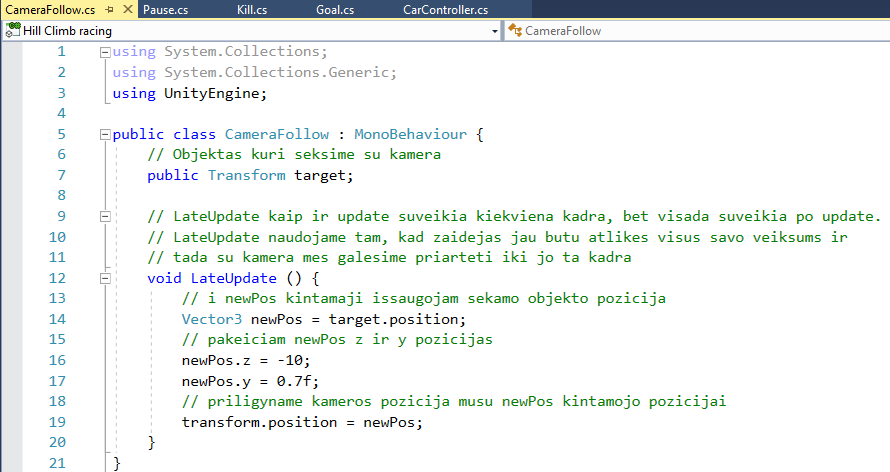 CameraFollow.cs Pause.cs Kill.cs Goal.cs CarController.cs
Hill Climb racing CameraFollow
1 using System.Collections;
2 using System.Collections.Generic;
3 using UnityEngine;
4
5 public class CameraFollow : MonoBehaviour {
6 // Objektas kuri seksime su kamera
7 public Transform target;
8
9 // LateUpdate kaip ir update suveikia kiekviena kadra, bet visada suveikia po update.
10 // LateUpdate naudojame tam, kad zaidejas jau butu atlikes visus savo veiksums ir
11 // tada su kamera mes galesime priarteti iki jo ta kadra
12 void LateUpdate () {
13 // i newPos kintamaji issaugojam sekamo objekto pozicija
14 Vector3 newPos = target.position;
15 // pakeiciam newPos z ir y pozicijas
16 newPos.z = -10;
17 newPos.y = 0.7f;
18 // priligyname kameros pozicija musu newPos kintamojo pozicijai
19 transform.position = newPos;
20 }
21 }